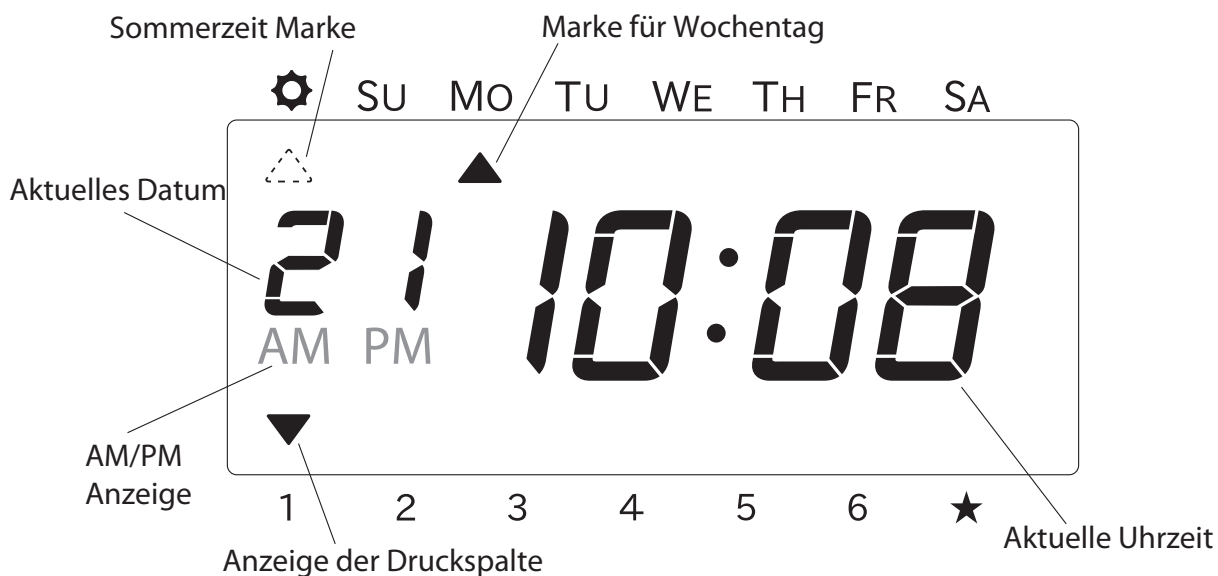 Sommerzeit Marke
Marke für Wochentag
SU MO TU WE TH FR SA
Aktuelles Datum
21 10:08
AM PM
AM/PM
Anzeige
1 2 3 4 5 6 ★
Aktuelle Uhrzeit
Anzeige der Druckspalte